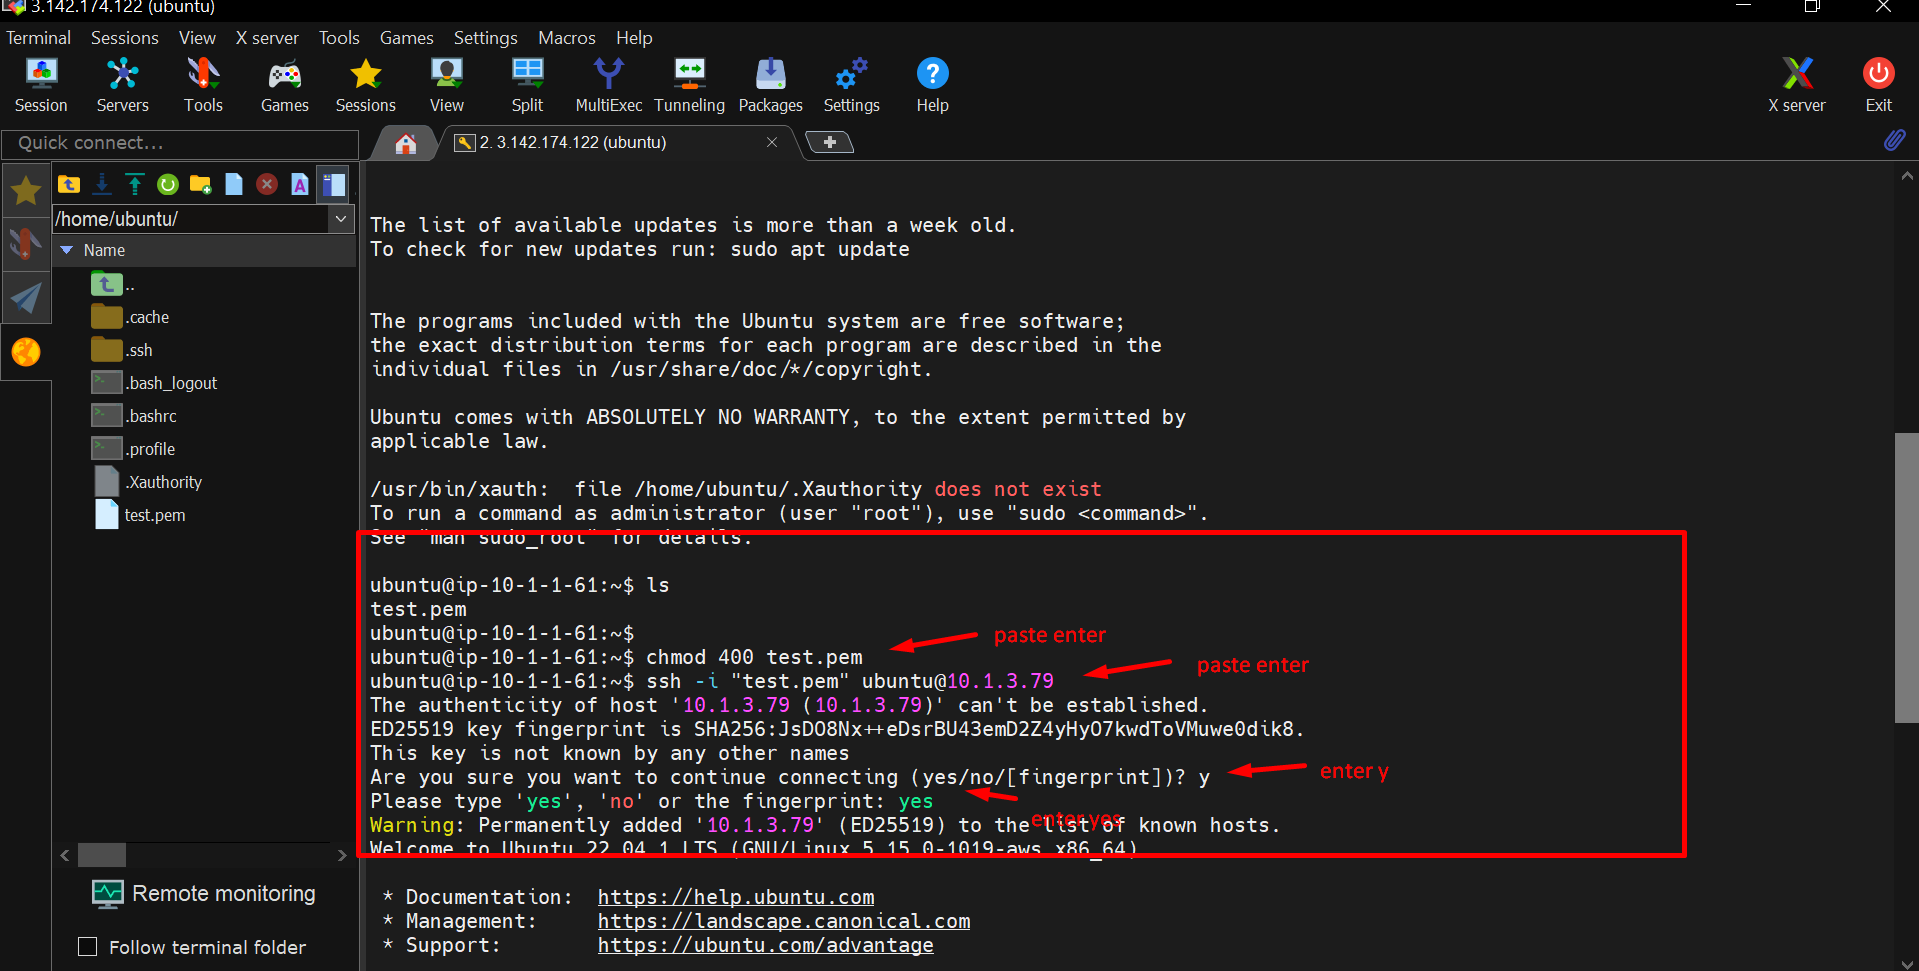 3.142.174.122 (ubuntu)
Terminal Sessions View X server Tools Games Settings Macros Help
Session Servers Tools Games Sessions View Split MultiExec Tunneling Packages Settings Help X server Exit
Quick connect...
2. 3.142.174.122 (ubuntu)
/home/ubuntu/
Name
..
.cache
.ssh
.bash_logout
.bashrc
.profile
.Xauthority
test.pem
Remote monitoring
Follow terminal folder
The list of available updates is more than a week old.
To check for new updates run: sudo apt update
The programs included with the Ubuntu system are free software;
the exact distribution terms for each program are described in the
individual files in /usr/share/doc/*/copyright.
Ubuntu comes with ABSOLUTELY NO WARRANTY, to the extent permitted by
applicable law.
/usr/bin/xauth:  file /home/ubuntu/.Xauthority does not exist
To run a command as administrator (user "root"), use "sudo <command>".
See "man sudo_root" for details.
ubuntu@ip-10-1-1-61:~$ ls
test.pem
ubuntu@ip-10-1-1-61:~$
paste enter
ubuntu@ip-10-1-1-61:~$ chmod 400 test.pem
paste enter
ubuntu@ip-10-1-1-61:~$ ssh -i "test.pem" ubuntu@10.1.3.79
The authenticity of host '10.1.3.79 (10.1.3.79)' can't be established.
ED25519 key fingerprint is SHA256:JsDO8Nx++eDsrBU43emD2Z4yHyO7kwdToVMuwe0dik8.
This key is not known by any other names
Are you sure you want to continue connecting (yes/no/[fingerprint])? y
enter y
Please type 'yes', 'no' or the fingerprint: yes
enter yes
Warning: Permanently added '10.1.3.79' (ED25519) to the list of known hosts.
Welcome to Ubuntu 22.04.1 LTS (GNU/Linux 5.15.0-1019-aws x86_64)
* Documentation:  https://help.ubuntu.com
* Management:     https://landscape.canonical.com
* Support:        https://ubuntu.com/advantage